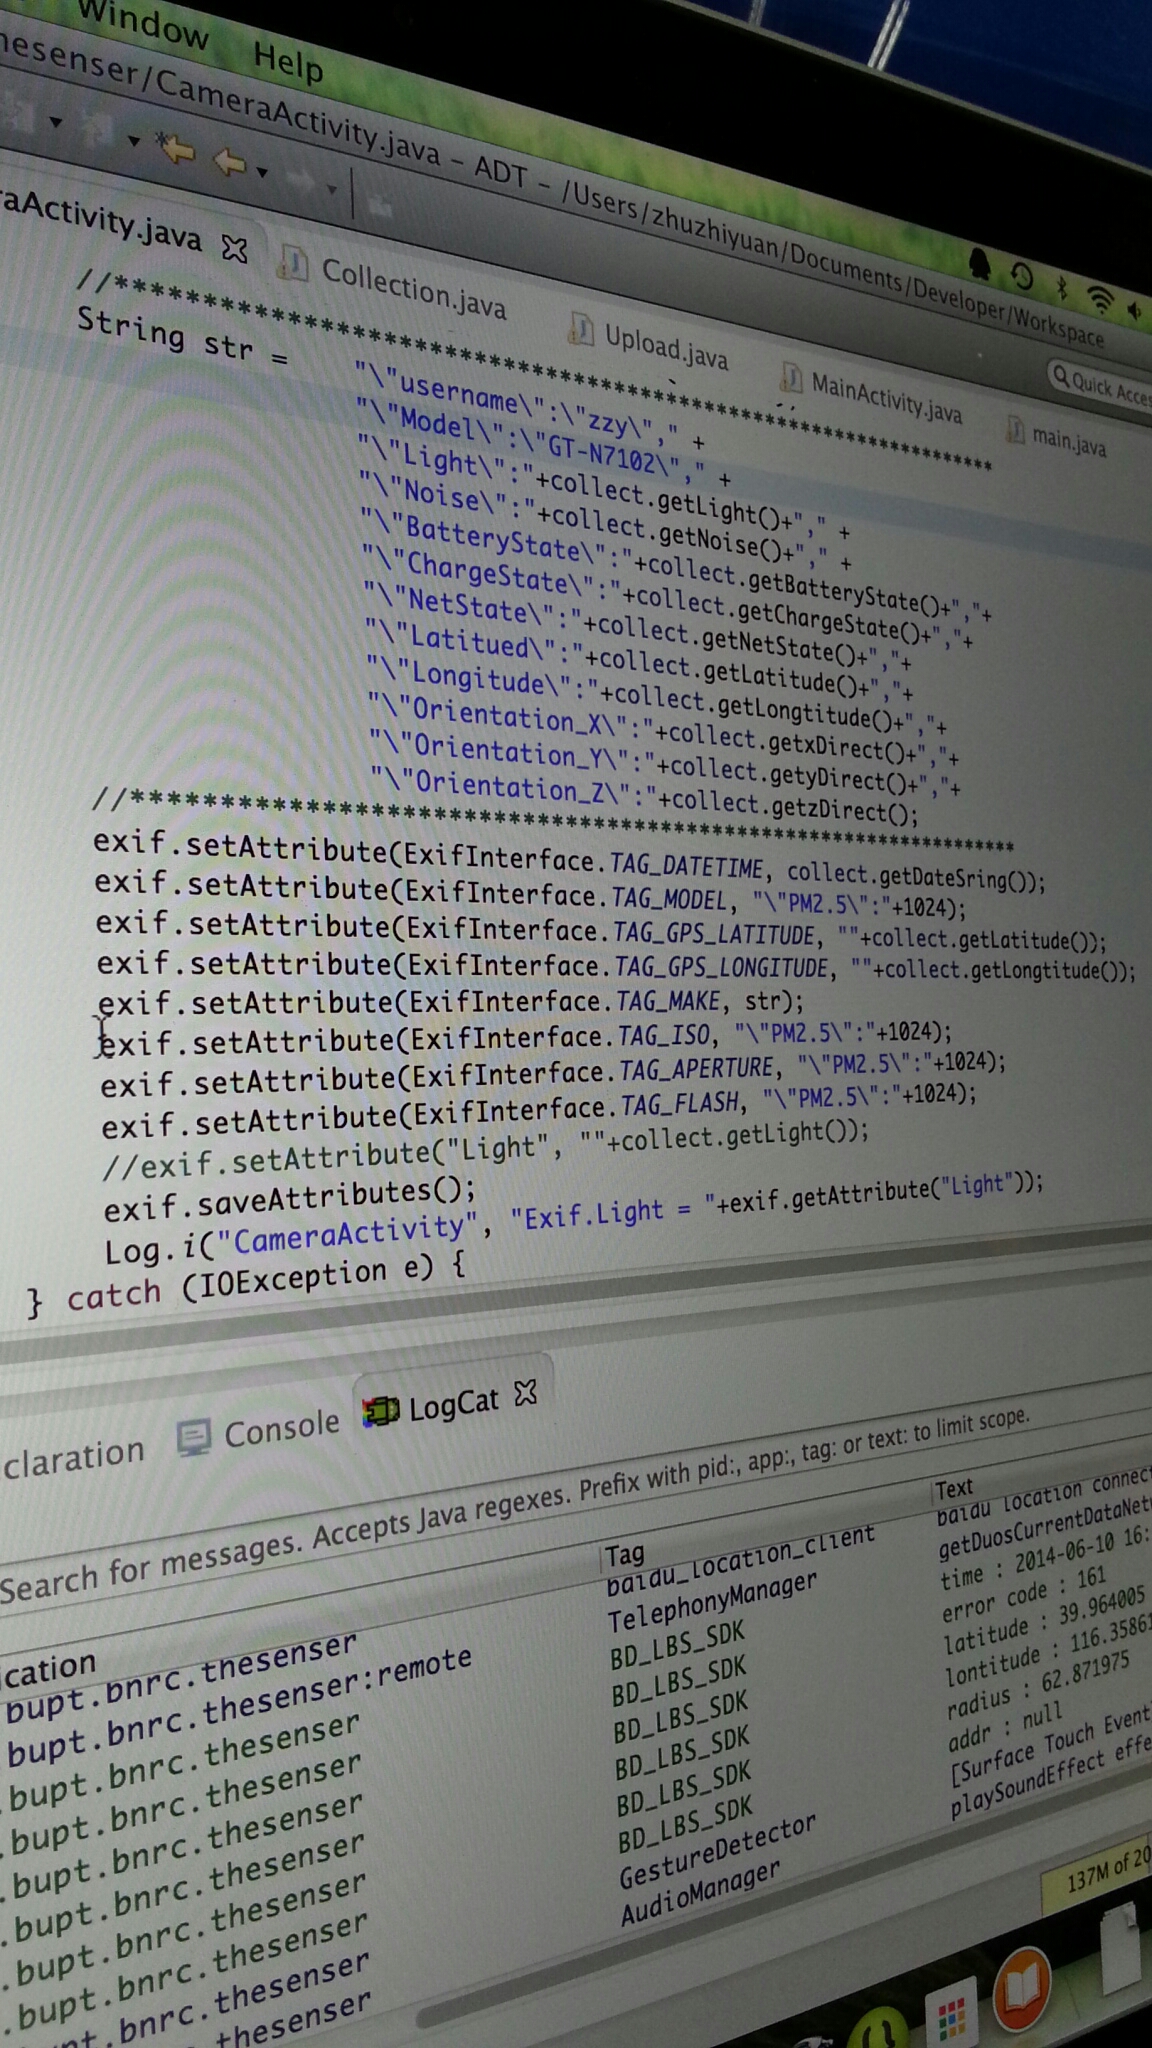 Window Help
hesenser/CameraActivity.java – ADT – /Users/zhuzhiyuan/Documents/Developer/Workspace
Quick Acces
raActivity.java Collection.java Upload.java MainActivity.java main.java
//**********************************************************************
String str = "\"username\":\"zzy\"," +
"\"Model\":\"GT-N7102\"," +
"\"Light\":"+collect.getLight()+"," +
"\"Noise\":"+collect.getNoise()+"," +
"\"BatteryState\":"+collect.getBatteryState()+","+
"\"ChargeState\":"+collect.getChargeState()+","+
"\"NetState\":"+collect.getNetState()+","+
"\"Latitued\":"+collect.getLatitude()+","+
"\"Longitude\":"+collect.getLongtitude()+","+
"\"Orientation_X\":"+collect.getxDirect()+","+
"\"Orientation_Y\":"+collect.getyDirect()+","+
"\"Orientation_Z\":"+collect.getzDirect();
//**********************************************************************
exif.setAttribute(ExifInterface.TAG_DATETIME, collect.getDateSring());
exif.setAttribute(ExifInterface.TAG_MODEL, "\"PM2.5\":"+1024);
exif.setAttribute(ExifInterface.TAG_GPS_LATITUDE, ""+collect.getLatitude());
exif.setAttribute(ExifInterface.TAG_GPS_LONGITUDE, ""+collect.getLongtitude());
exif.setAttribute(ExifInterface.TAG_MAKE, str);
exif.setAttribute(ExifInterface.TAG_ISO, "\"PM2.5\":"+1024);
exif.setAttribute(ExifInterface.TAG_APERTURE, "\"PM2.5\":"+1024);
exif.setAttribute(ExifInterface.TAG_FLASH, "\"PM2.5\":"+1024);
//exif.setAttribute("Light", ""+collect.getLight());
exif.saveAttributes();
Log.i("CameraActivity", "Exif.Light = "+exif.getAttribute("Light"));
} catch (IOException e) {
claration Console LogCat
Search for messages. Accepts Java regexes. Prefix with pid:, app:, tag: or text: to limit scope.
ication Tag Text
bupt.bnrc.thesenser baidu_location_client baidu location connect
.bupt.bnrc.thesenser:remote TelephonyManager getDuosCurrentDataNet
.bupt.bnrc.thesenser BD_LBS_SDK time : 2014-06-10 16:
.bupt.bnrc.thesenser BD_LBS_SDK error code : 161
.bupt.bnrc.thesenser BD_LBS_SDK latitude : 39.964005
.bupt.bnrc.thesenser BD_LBS_SDK lontitude : 116.35861
.bupt.bnrc.thesenser BD_LBS_SDK radius : 62.871975
.bupt.bnrc.thesenser BD_LBS_SDK addr : null
upt.bnrc.thesenser GestureDetector [Surface Touch Event
thesenser AudioManager playSoundEffect effe
137M of 20